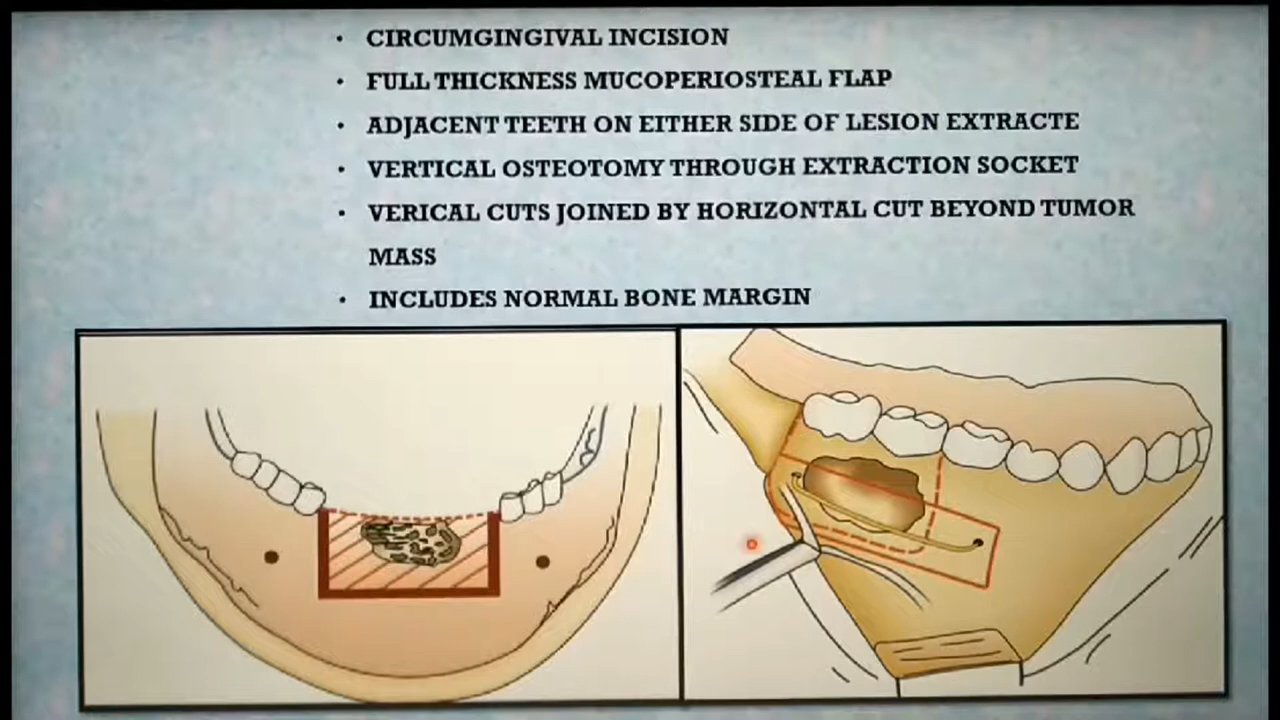 • CIRCUMGINGIVAL INCISION
• FULL THICKNESS MUCOPERIOSTEAL FLAP
• ADJACENT TEETH ON EITHER SIDE OF LESION EXTRACTE
• VERTICAL OSTEOTOMY THROUGH EXTRACTION SOCKET
• VERICAL CUTS JOINED BY HORIZONTAL CUT BEYOND TUMOR
MASS
• INCLUDES NORMAL BONE MARGIN